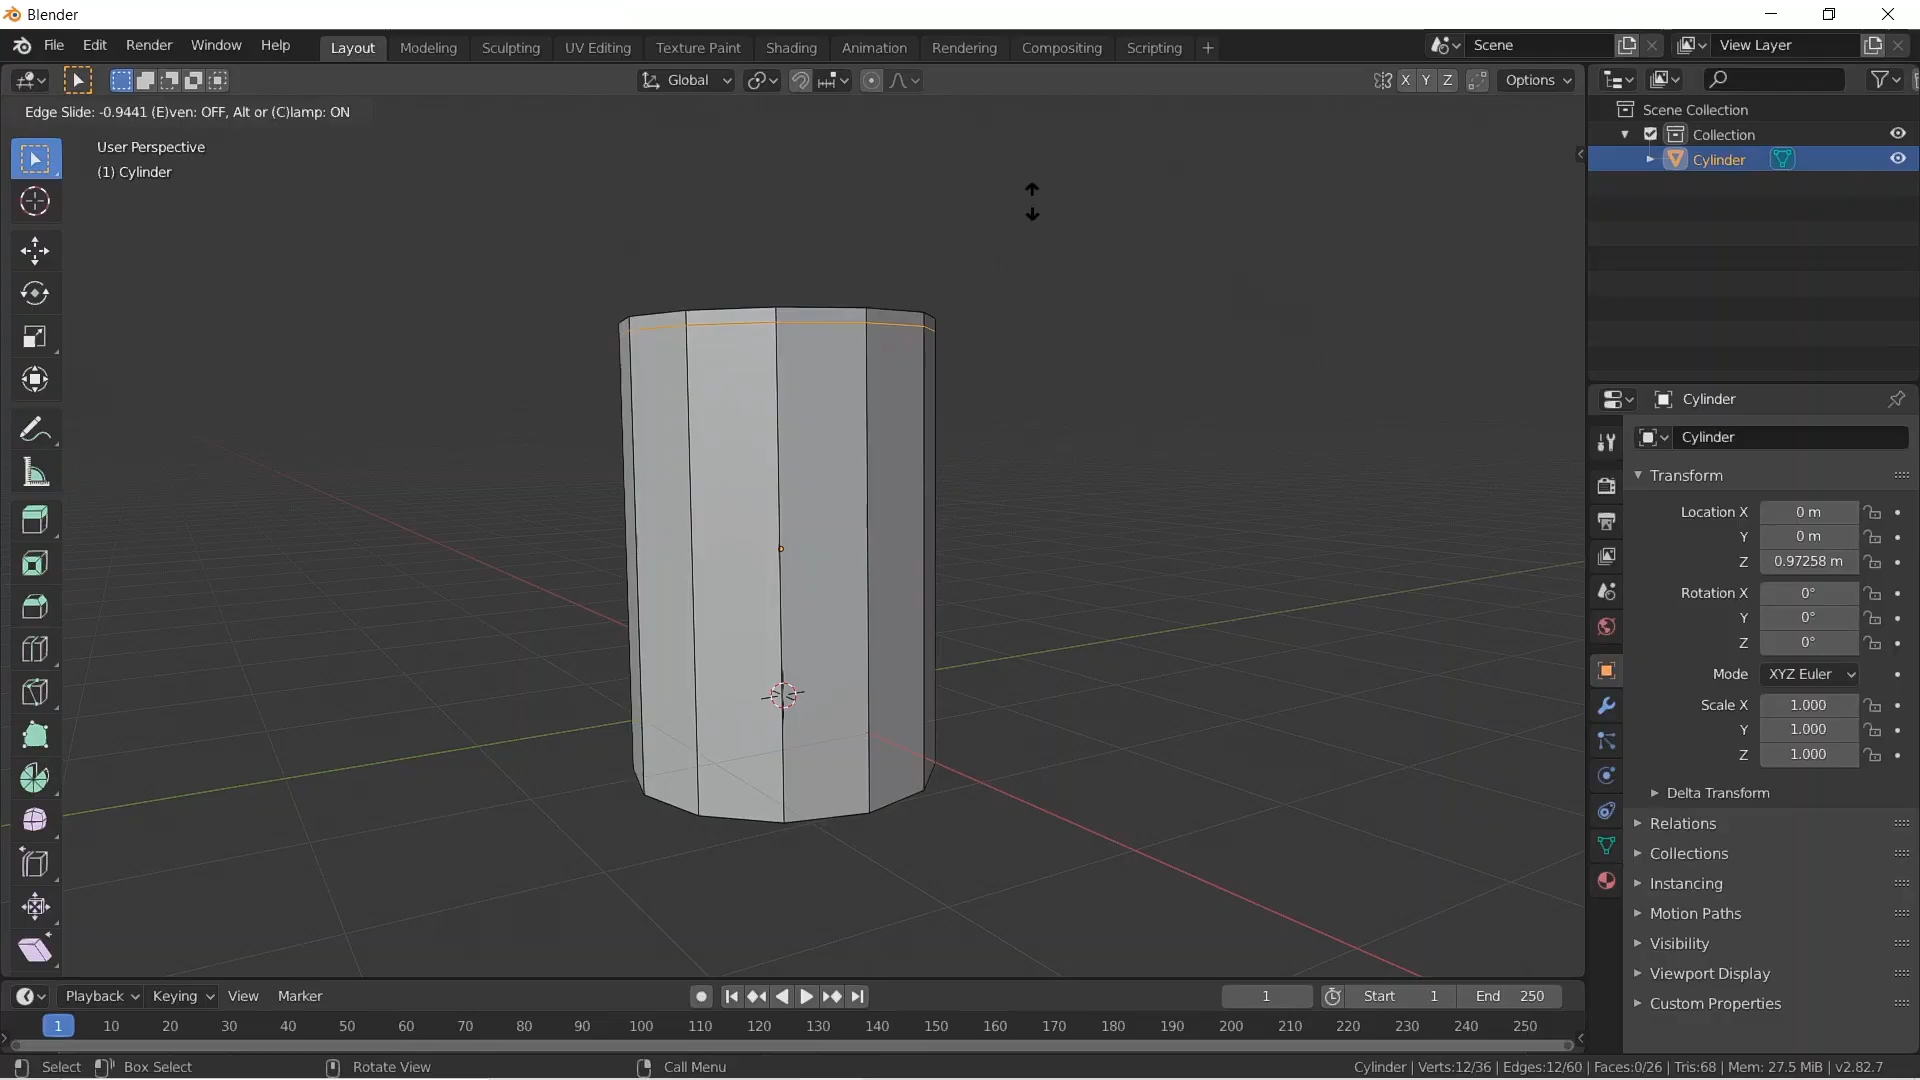 Blender
File Edit Render Window Help Layout Modeling Sculpting UV Editing Texture Paint Shading Animation Rendering Compositing Scripting + Scene View Layer
Global X Y Z Options
Edge Slide: -0.9441 (E)ven: OFF, Alt or (C)lamp: ON
User Perspective
(1) Cylinder
Scene Collection
Collection
Cylinder
Cylinder
Cylinder
Transform
Location X 0 m
Y 0 m
Z 0.97258 m
Rotation X 0°
Y 0°
Z 0°
Mode XYZ Euler
Scale X 1.000
Y 1.000
Z 1.000
Delta Transform
Relations
Collections
Instancing
Motion Paths
Visibility
Viewport Display
Custom Properties
Playback Keying View Marker 1 Start 1 End 250
1 10 20 30 40 50 60 70 80 90 100 110 120 130 140 150 160 170 180 190 200 210 220 230 240 250
Select Box Select Rotate View Call Menu Cylinder | Verts:12/36 | Edges:12/60 | Faces:0/26 | Tris:68 | Mem: 27.5 MiB | v2.82.7